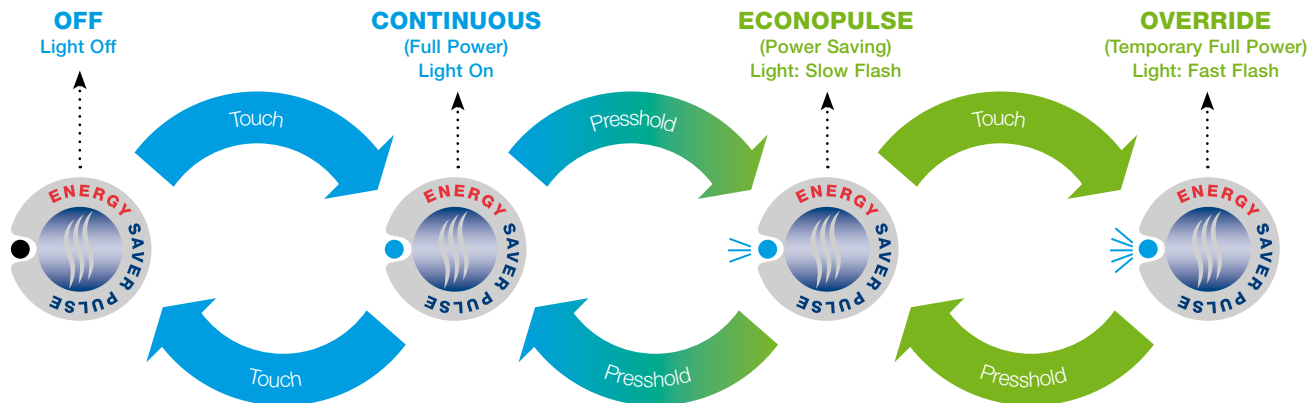 OFF
Light Off
CONTINUOUS
(Full Power)
Light On
ECONOPULSE
(Power Saving)
Light: Slow Flash
OVERRIDE
(Temporary Full Power)
Light: Fast Flash
Touch
Presshold
Touch
ENERGY SAVER PULSE
ENERGY SAVER PULSE
ENERGY SAVER PULSE
ENERGY SAVER PULSE
Touch
Presshold
Presshold